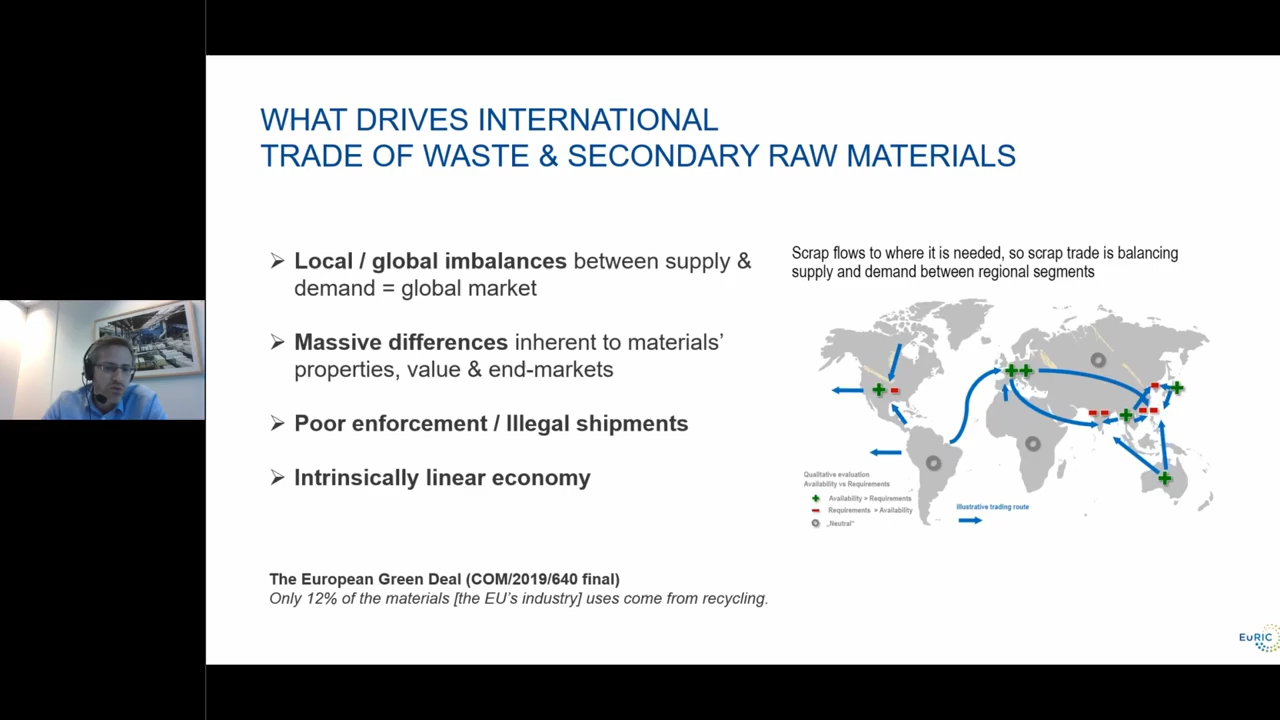 WHAT DRIVES INTERNATIONAL
TRADE OF WASTE & SECONDARY RAW MATERIALS
Local / global imbalances between supply &
demand = global market
Massive differences inherent to materials'
properties, value & end-markets
Poor enforcement / Illegal shipments
Intrinsically linear economy
The European Green Deal (COM/2019/640 final)
Only 12% of the materials [the EU's industry] uses come from recycling.
Scrap flows to where it is needed, so scrap trade is balancing
supply and demand between regional segments
Qualitative evaluation
Availability vs Requirements
Availability > Requirements
Requirements > Availability
„Neutral"
Illustrative trading route
EuRIC